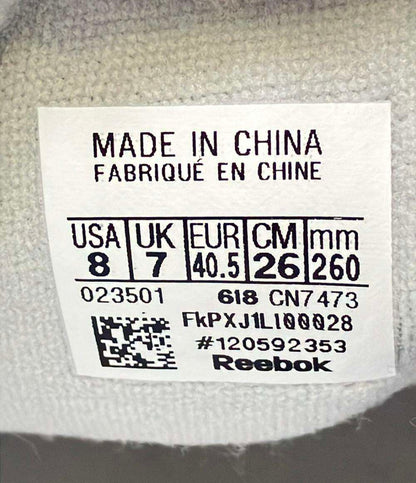 MADE IN CHINA
FABRIQUÉ EN CHINE
USA UK EUR CM mm
8 7 40.5 26 260
023501 618 CN7473
FkPXJ1LI00028
#120592353
Reebok